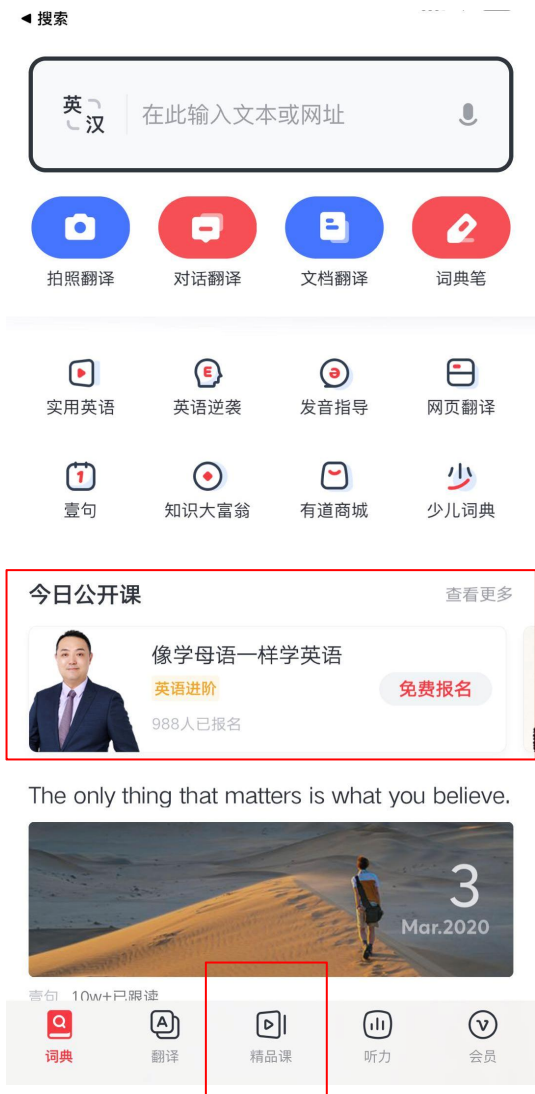 ◀ 搜索
英
汉
在此输入文本或网址
拍照翻译 对话翻译 文档翻译 词典笔
E ə
实用英语 英语逆袭 发音指导 网页翻译
1 少
壹句 知识大富翁 有道商城 少儿词典
今日公开课 查看更多
像学母语一样学英语
英语进阶
免费报名
988人已报名
The only thing that matters is what you believe.
3
Mar.2020
壹句 10w+已跟读
A
词典 翻译 精品课 听力 会员